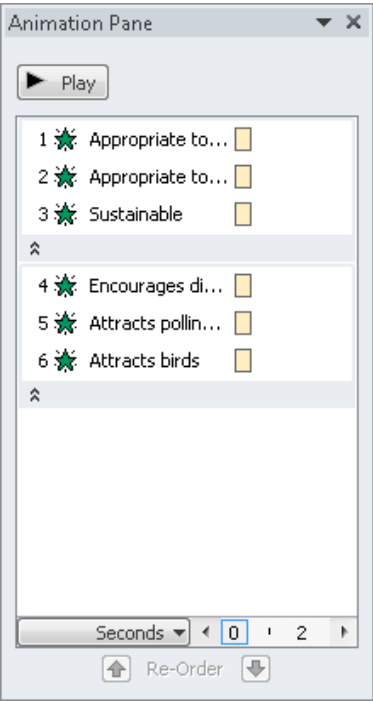 Animation Pane
Play
1 Appropriate to...
2 Appropriate to...
3 Sustainable
4 Encourages di...
5 Attracts pollin...
6 Attracts birds
Seconds 0 2
Re-Order